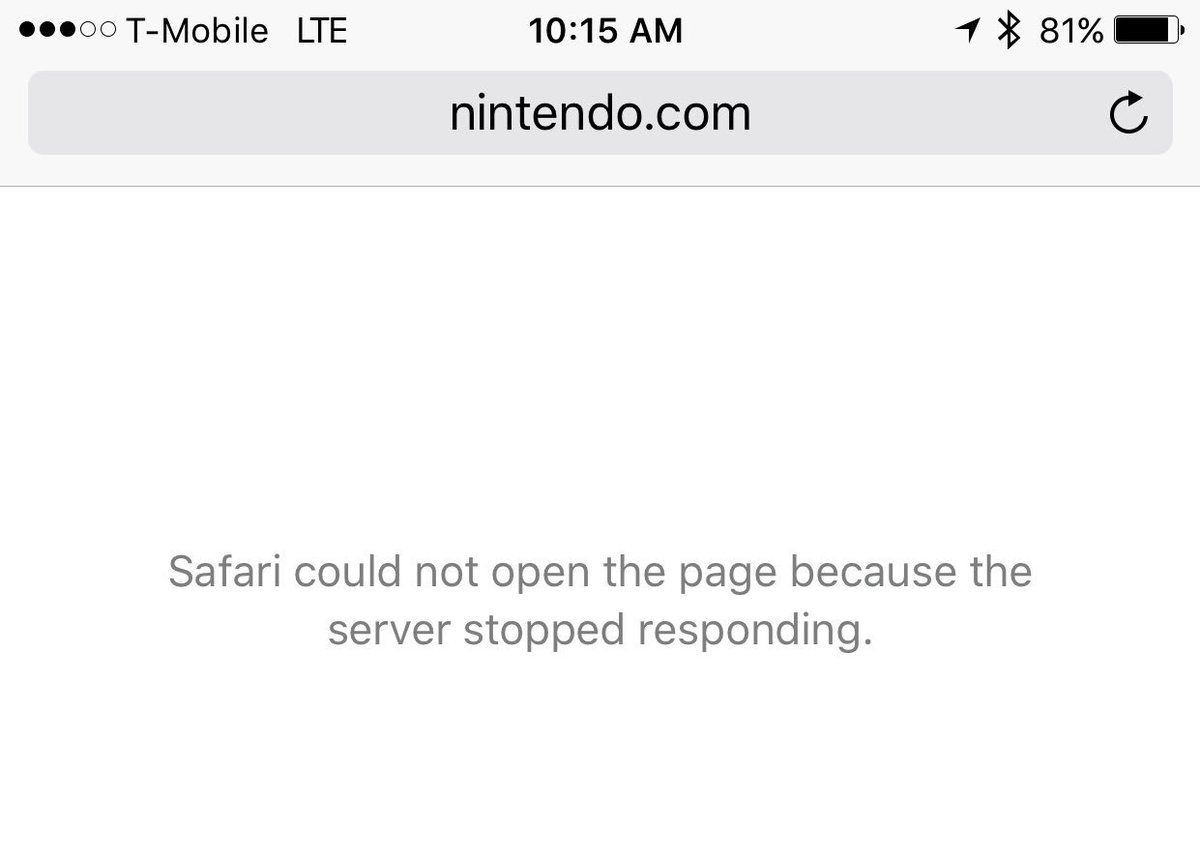 T-Mobile LTE 10:15 AM 81%
nintendo.com
Safari could not open the page because the
server stopped responding.